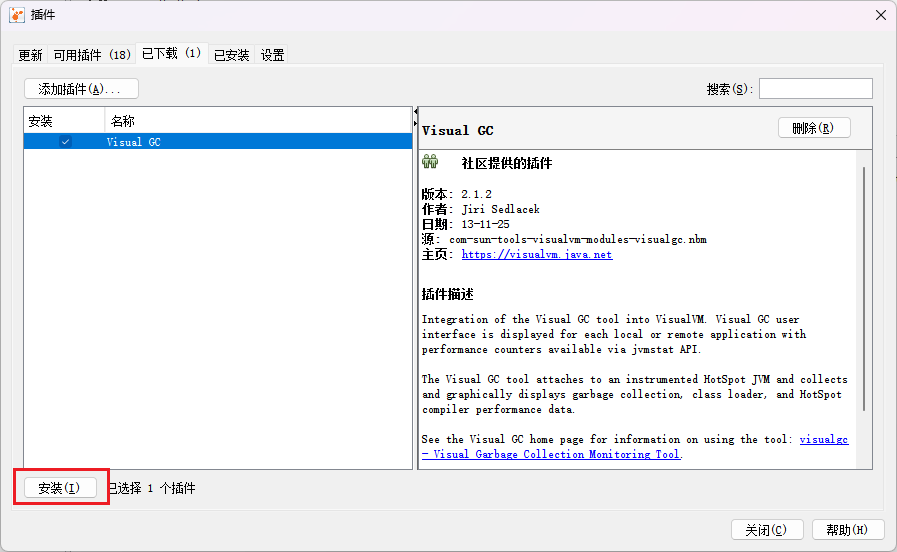 插件
更新 可用插件 (18) 已下载 (1) 已安装 设置
添加插件(A)... 搜索(S):
安装 名称
Visual GC
Visual GC 删除(R)
社区提供的插件
版本: 2.1.2
作者: Jiri Sedlacek
日期: 13-11-25
源: com-sun-tools-visualvm-modules-visualgc.nbm
主页: https://visualvm.java.net
插件描述
Integration of the Visual GC tool into VisualVM. Visual GC user
interface is displayed for each local or remote application with
performance counters available via jvmstat API.
The Visual GC tool attaches to an instrumented HotSpot JVM and collects
and graphically displays garbage collection, class loader, and HotSpot
compiler performance data.
See the Visual GC home page for information on using the tool: visualgc
- Visual Garbage Collection Monitoring Tool.
安装(I) 已选择 1 个插件
关闭(C) 帮助(H)